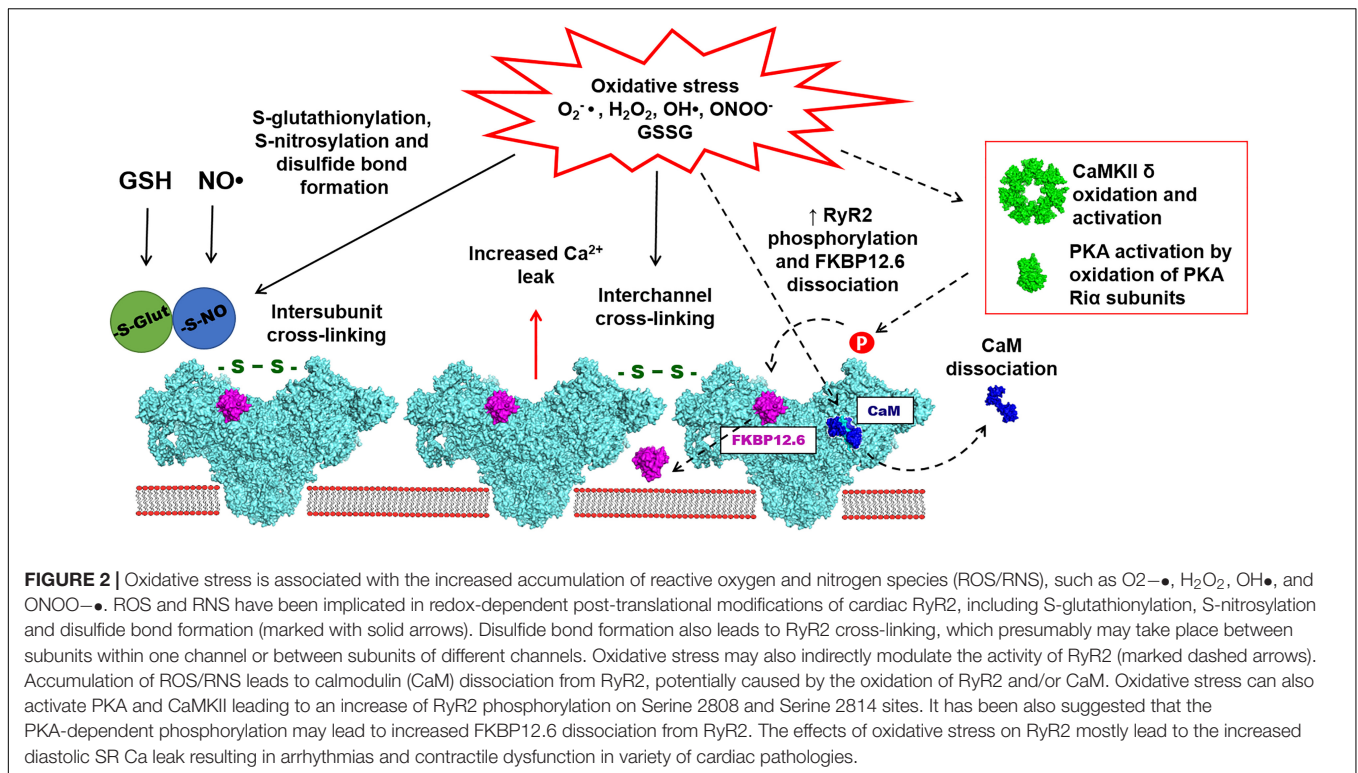 Oxidative stress
O₂⁻•, H₂O₂, OH•, ONOO⁻
GSSG
S-glutathionylation,
S-nitrosylation and
disulfide bond
formation
GSH NO•
-S-Glut
-S-NO
Intersubunit
cross-linking
- S – S -
Increased Ca²⁺
leak
Interchannel
cross-linking
- S – S -
↑ RyR2
phosphorylation
and FKBP12.6
dissociation
CaMKII δ
oxidation and
activation
PKA activation by
oxidation of PKA
Riα subunits
P
CaM
dissociation
CaM
FKBP12.6
FIGURE 2 | Oxidative stress is associated with the increased accumulation of reactive oxygen and nitrogen species (ROS/RNS), such as O2–●, H₂O₂, OH●, and
ONOO–●. ROS and RNS have been implicated in redox-dependent post-translational modifications of cardiac RyR2, including S-glutathionylation, S-nitrosylation
and disulfide bond formation (marked with solid arrows). Disulfide bond formation also leads to RyR2 cross-linking, which presumably may take place between
subunits within one channel or between subunits of different channels. Oxidative stress may also indirectly modulate the activity of RyR2 (marked dashed arrows).
Accumulation of ROS/RNS leads to calmodulin (CaM) dissociation from RyR2, potentially caused by the oxidation of RyR2 and/or CaM. Oxidative stress can also
activate PKA and CaMKII leading to an increase of RyR2 phosphorylation on Serine 2808 and Serine 2814 sites. It has been also suggested that the
PKA-dependent phosphorylation may lead to increased FKBP12.6 dissociation from RyR2. The effects of oxidative stress on RyR2 mostly lead to the increased
diastolic SR Ca leak resulting in arrhythmias and contractile dysfunction in variety of cardiac pathologies.